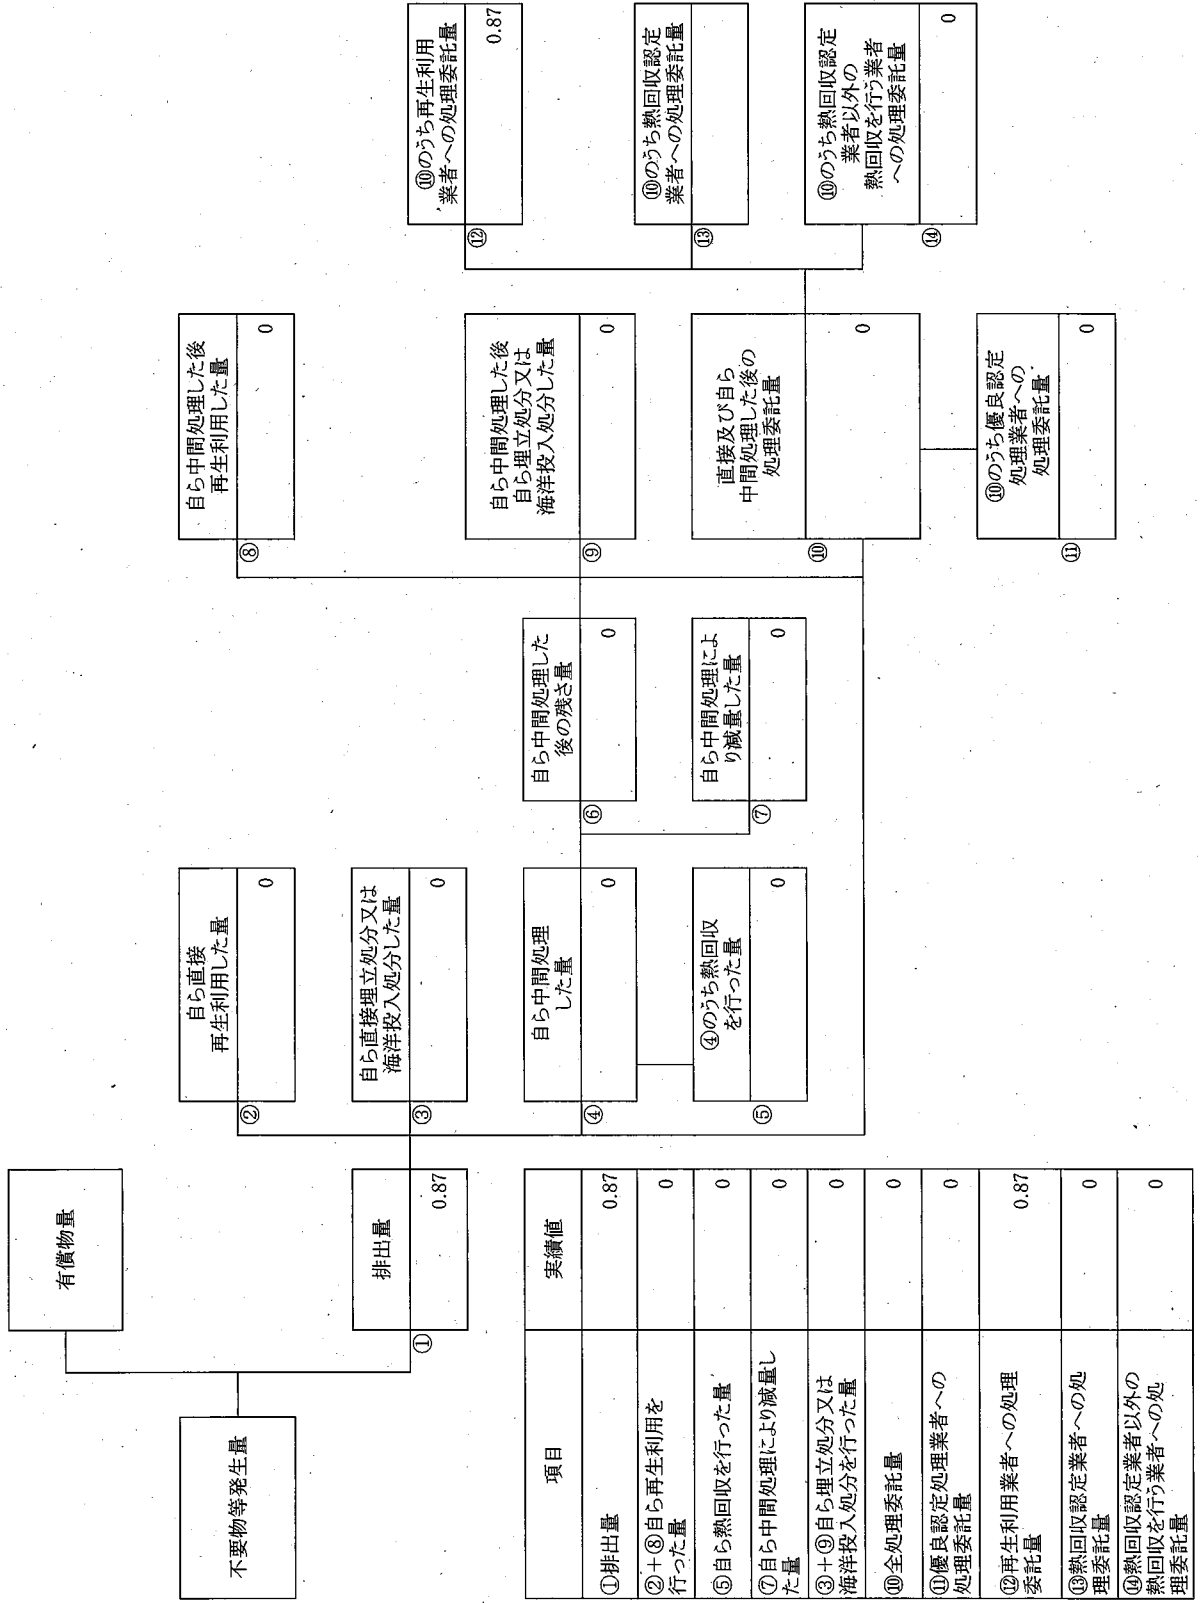 不要物等発生量
有償物量
排出量
①
0.87
自ら直接
再生利用した量
②
0
自ら直接埋立処分又は
海洋投入処分した量
③
0
自ら中間処理
した量
④
0
④のうち熱回収
を行った量
⑤
0
自ら中間処理した
後の残さ量
⑥
0
自ら中間処理によ
り減量した量
⑦
0
自ら中間処理した後
再生利用した量
⑧
0
自ら中間処理した後
自ら埋立処分又は
海洋投入処分した量
⑨
0
直接及び自ら
中間処理した後の
処理委託量
⑩
0
⑩のうち優良認定
処理業者への
処理委託量
⑪
0
⑩のうち再生利用
業者への処理委託量
⑫
0.87
⑩のうち熱回収認定
業者への処理委託量
⑬
⑩のうち熱回収認定
業者以外の
熱回収を行う業者
への処理委託量
⑭
0
項目
実績値
①排出量
0.87
②+⑧自ら再生利用を
行った量
0
⑤自ら熱回収を行った量
0
⑦自ら中間処理により減量し
た量
0
③+⑨自ら埋立処分又は
海洋投入処分を行った量
0
⑩全処理委託量
0
⑪優良認定処理業者への
処理委託量
0
⑫再生利用業者への処理
委託量
0.87
⑬熱回収認定業者への処
理委託量
0
⑭熱回収認定業者以外の
熱回収を行う業者への処
理委託量
0